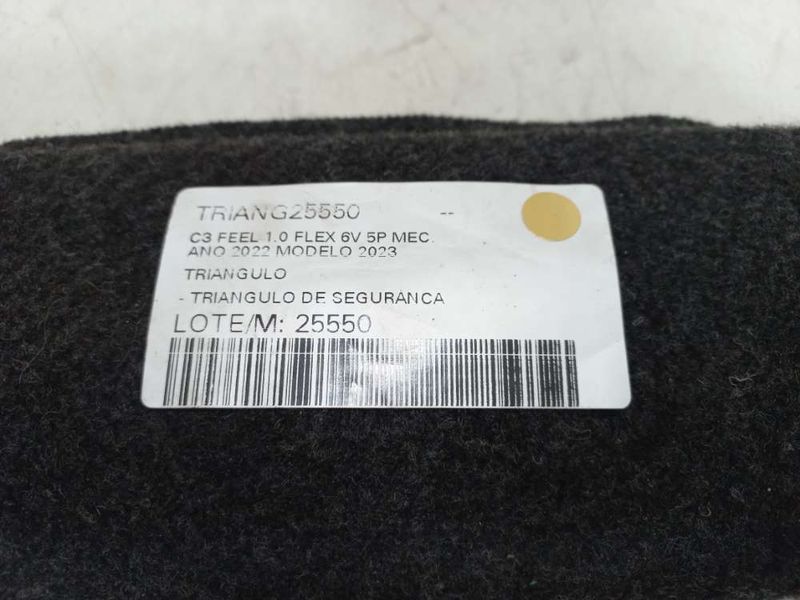 TRIANG25550 --
C3 FEEL 1.0 FLEX 6V 5P MEC.
ANO 2022 MODELO 2023
TRIANGULO
- TRIANGULO DE SEGURANCA
LOTE/M: 25550